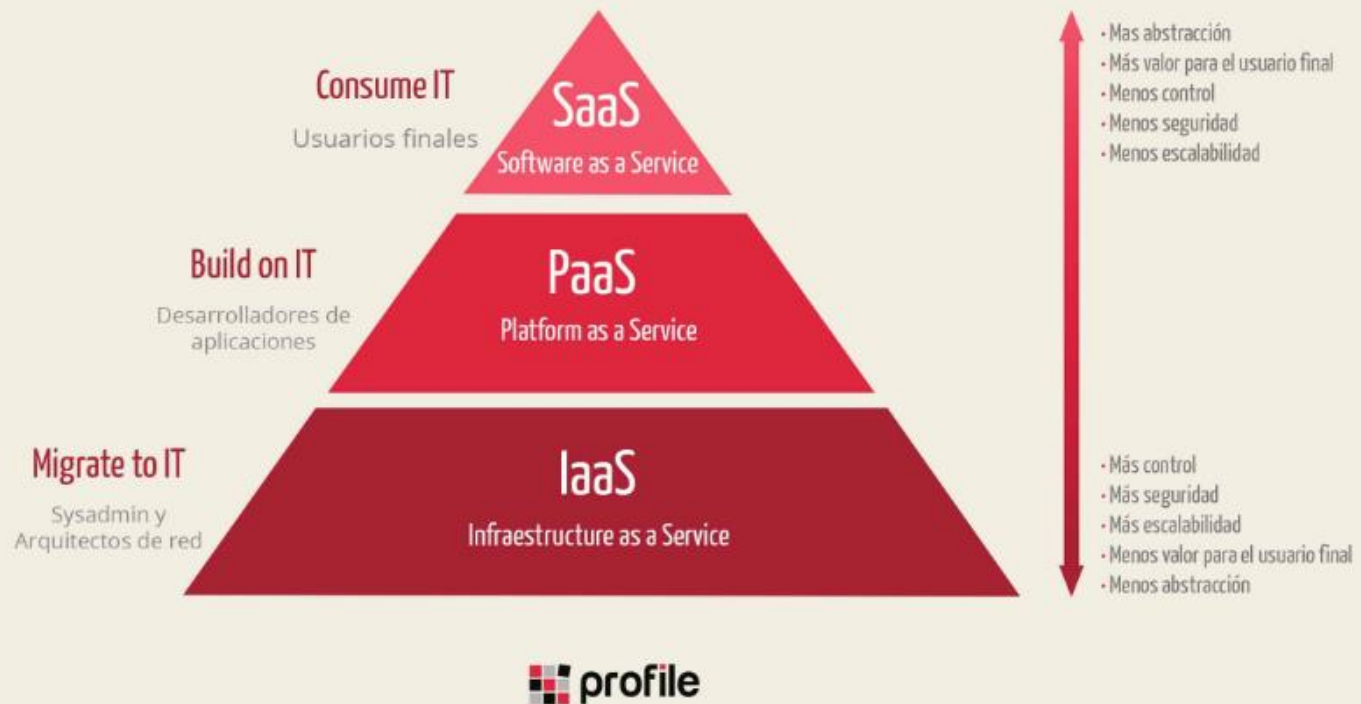 Consume IT
Usuarios finales
SaaS
Software as a Service
• Mas abstracción
• Más valor para el usuario final
• Menos control
• Menos seguridad
• Menos escalabilidad
Build on IT
Desarrolladores de
aplicaciones
PaaS
Platform as a Service
Migrate to IT
Sysadmin y
Arquitectos de red
IaaS
Infraestructure as a Service
• Más control
• Más seguridad
• Más escalabilidad
• Menos valor para el usuario final
• Menos abstracción
profile